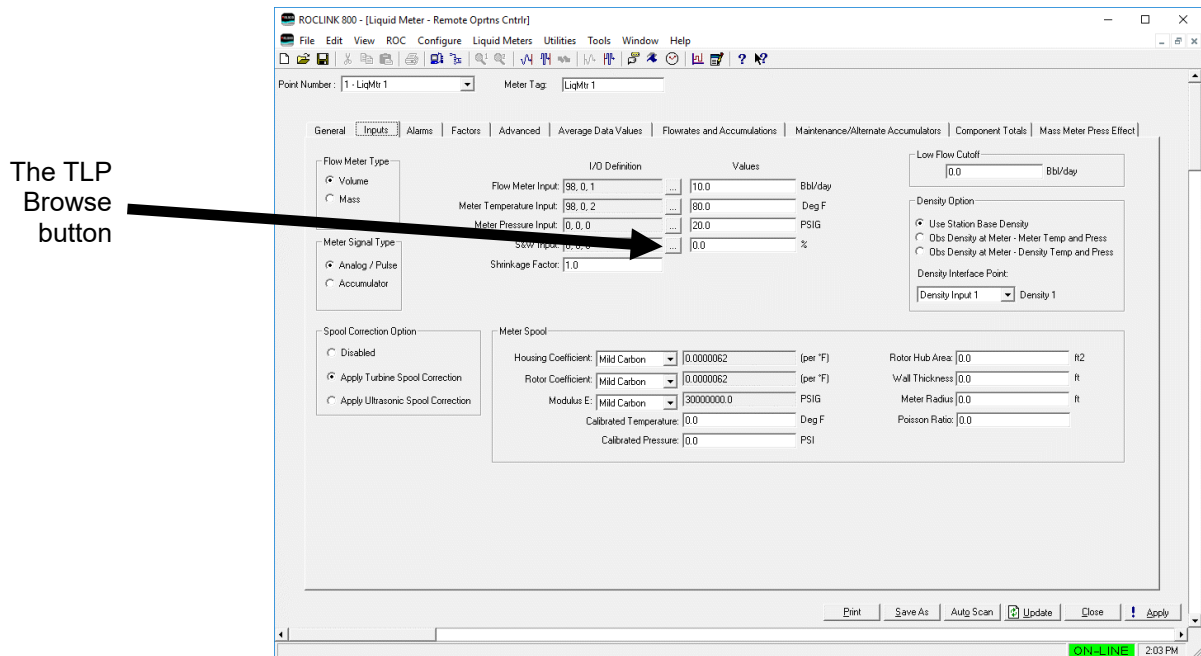 ROCLINK 800 - [Liquid Meter - Remote Oprtns Cntrlr]
File Edit View ROC Configure Liquid Meters Utilities Tools Window Help
Point Number : 1 - LiqMtr 1 Meter Tag: LiqMtr 1
General Inputs Alarms Factors Advanced Average Data Values Flowrates and Accumulations Maintenance/Alternate Accumulators Component Totals Mass Meter Press Effect
The TLP
Browse
button
Flow Meter Type
Volume
Mass
Meter Signal Type
Analog / Pulse
Accumulator
I/O Definition Values
Flow Meter Input: 98, 0, 1 ... 10.0 Bbl/day
Meter Temperature Input: 98, 0, 2 ... 80.0 Deg F
Meter Pressure Input: 0, 0, 0 ... 20.0 PSIG
S&W Input: 0, 0, 0 ... 0.0 %
Shrinkage Factor: 1.0
Low Flow Cutoff
0.0 Bbl/day
Density Option
Use Station Base Density
Obs Density at Meter - Meter Temp and Press
Obs Density at Meter - Density Temp and Press
Density Interface Point:
Density Input 1 Density 1
Spool Correction Option
Disabled
Apply Turbine Spool Correction
Apply Ultrasonic Spool Correction
Meter Spool
Housing Coefficient: Mild Carbon 0.0000062 (per °F)
Rotor Coefficient: Mild Carbon 0.0000062 (per °F)
Modulus E: Mild Carbon 30000000.0 PSIG
Calibrated Temperature: 0.0 Deg F
Calibrated Pressure: 0.0 PSI
Rotor Hub Area: 0.0 ft2
Wall Thickness 0.0 ft
Meter Radius 0.0 ft
Poisson Ratio: 0.0
Print Save As Auto Scan Update Close ! Apply
ON-LINE 2:03 PM